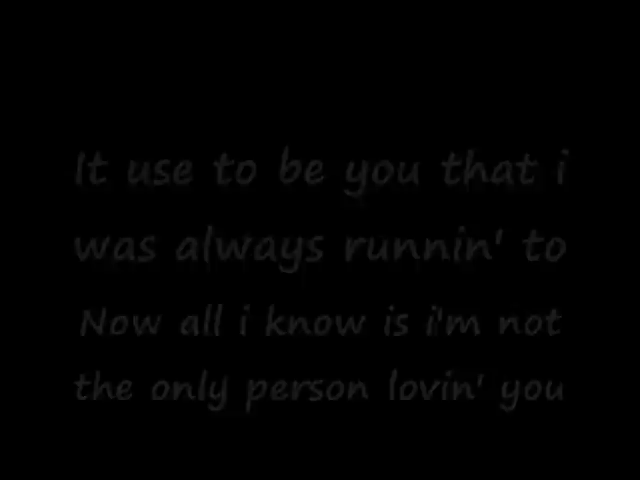 It use to be you that i
was always runnin' to
Now all i know is i'm not
the only person lovin' you